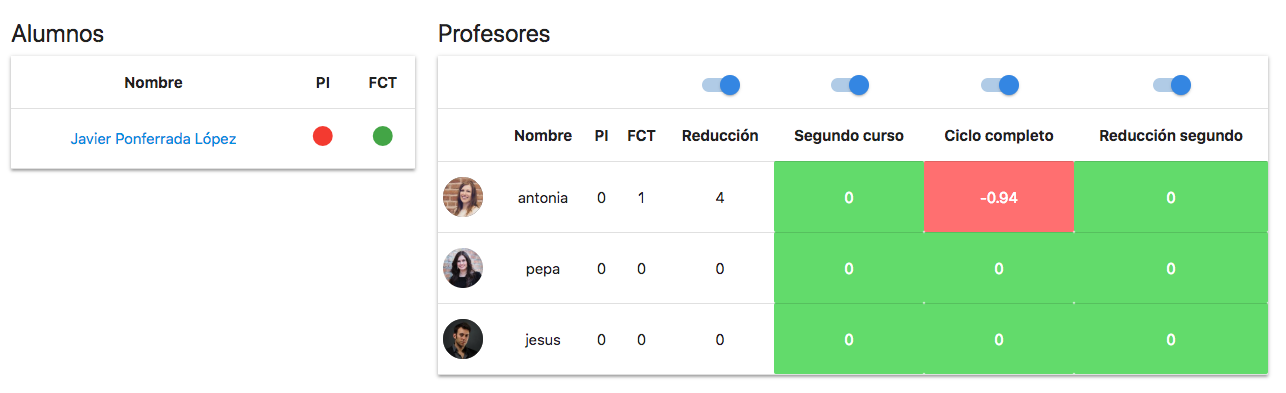 Alumnos
Nombre PI FCT
Javier Ponferrada López
Profesores
Nombre PI FCT Reducción Segundo curso Ciclo completo Reducción segundo
antonia 0 1 4 0 -0.94 0
pepa 0 0 0 0 0 0
jesus 0 0 0 0 0 0